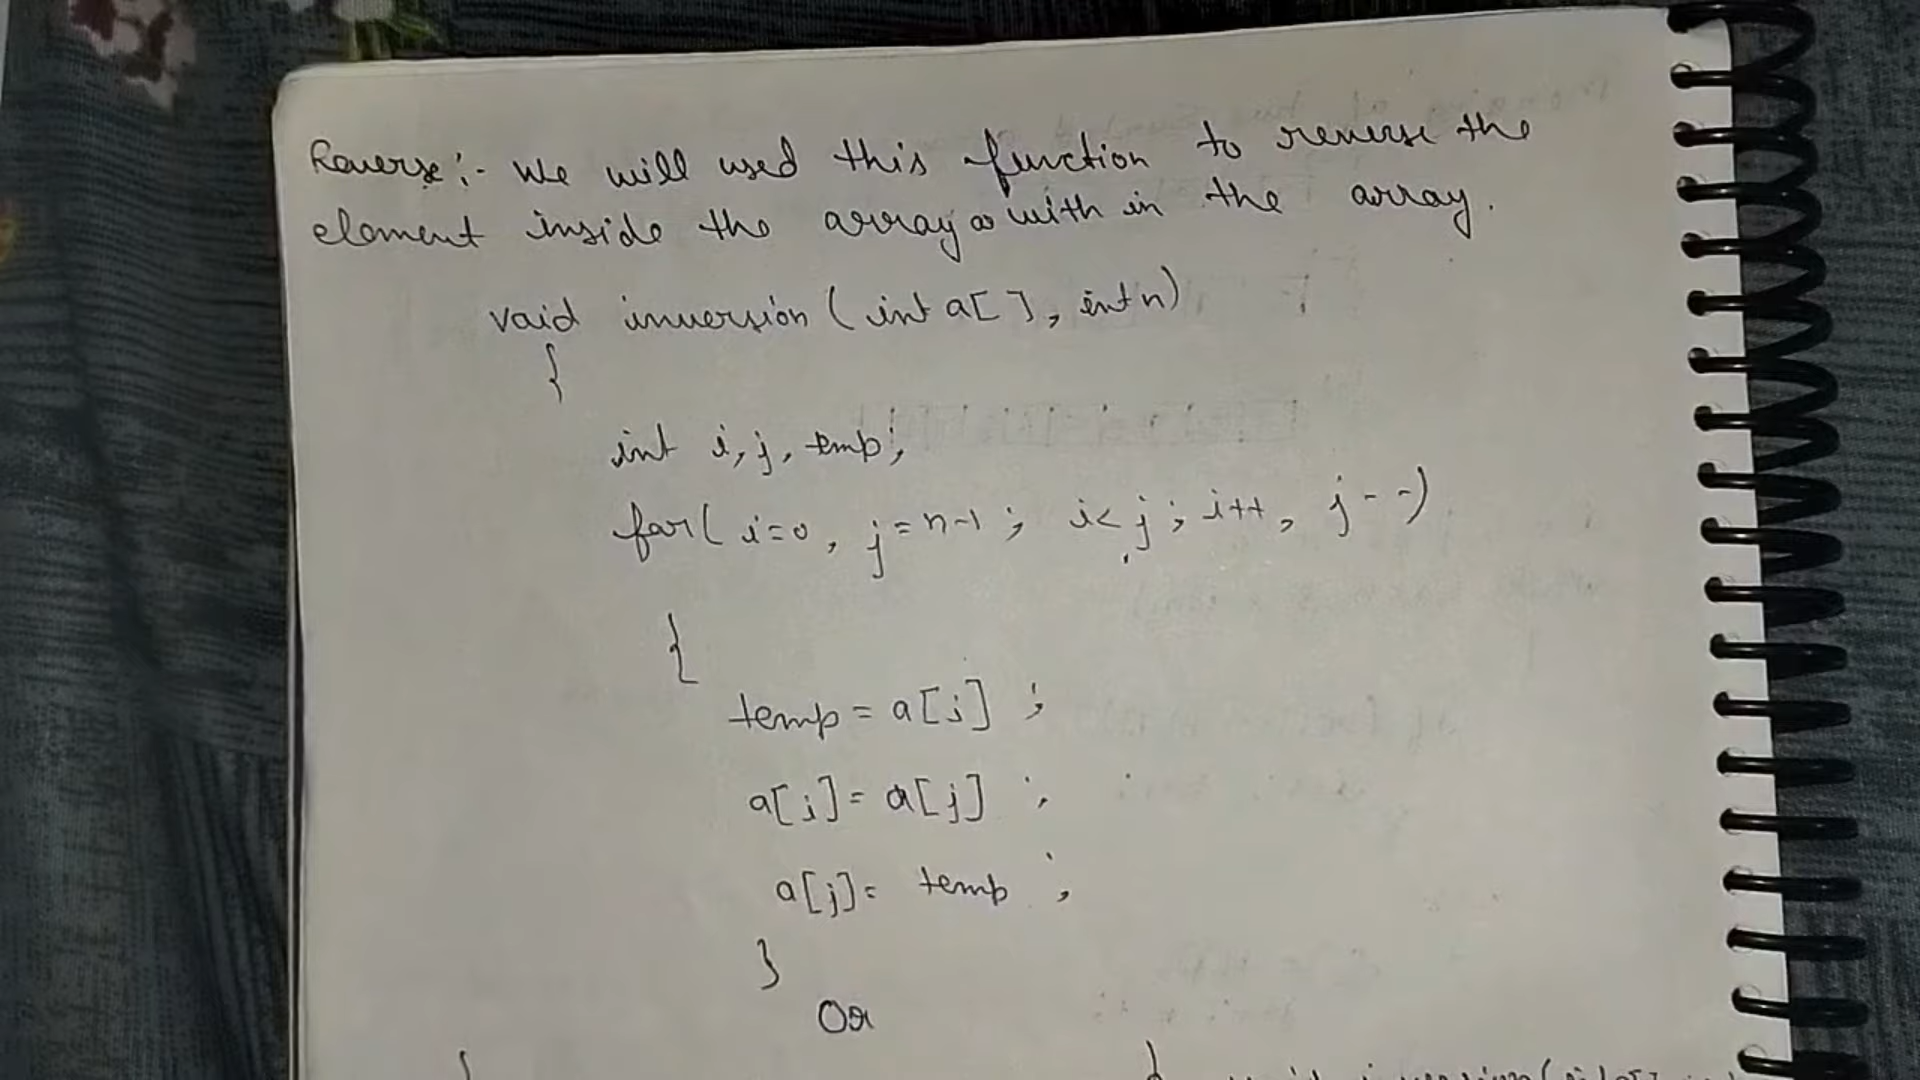 Reverse:- We will used this function to reverse the
element inside the array or with in the array.
void inversion (int a[ ], int n)
{
int i, j, temp;
for( i=0, j=n-1; i<j; i++, j--)
{
temp = a[i] ;
a[i] = a[j] ;
a[j] = temp ;
}
Or